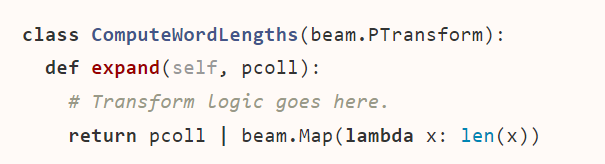 class ComputeWordLengths(beam.PTransform):
  def expand(self, pcoll):
    # Transform logic goes here.
    return pcoll | beam.Map(lambda x: len(x))